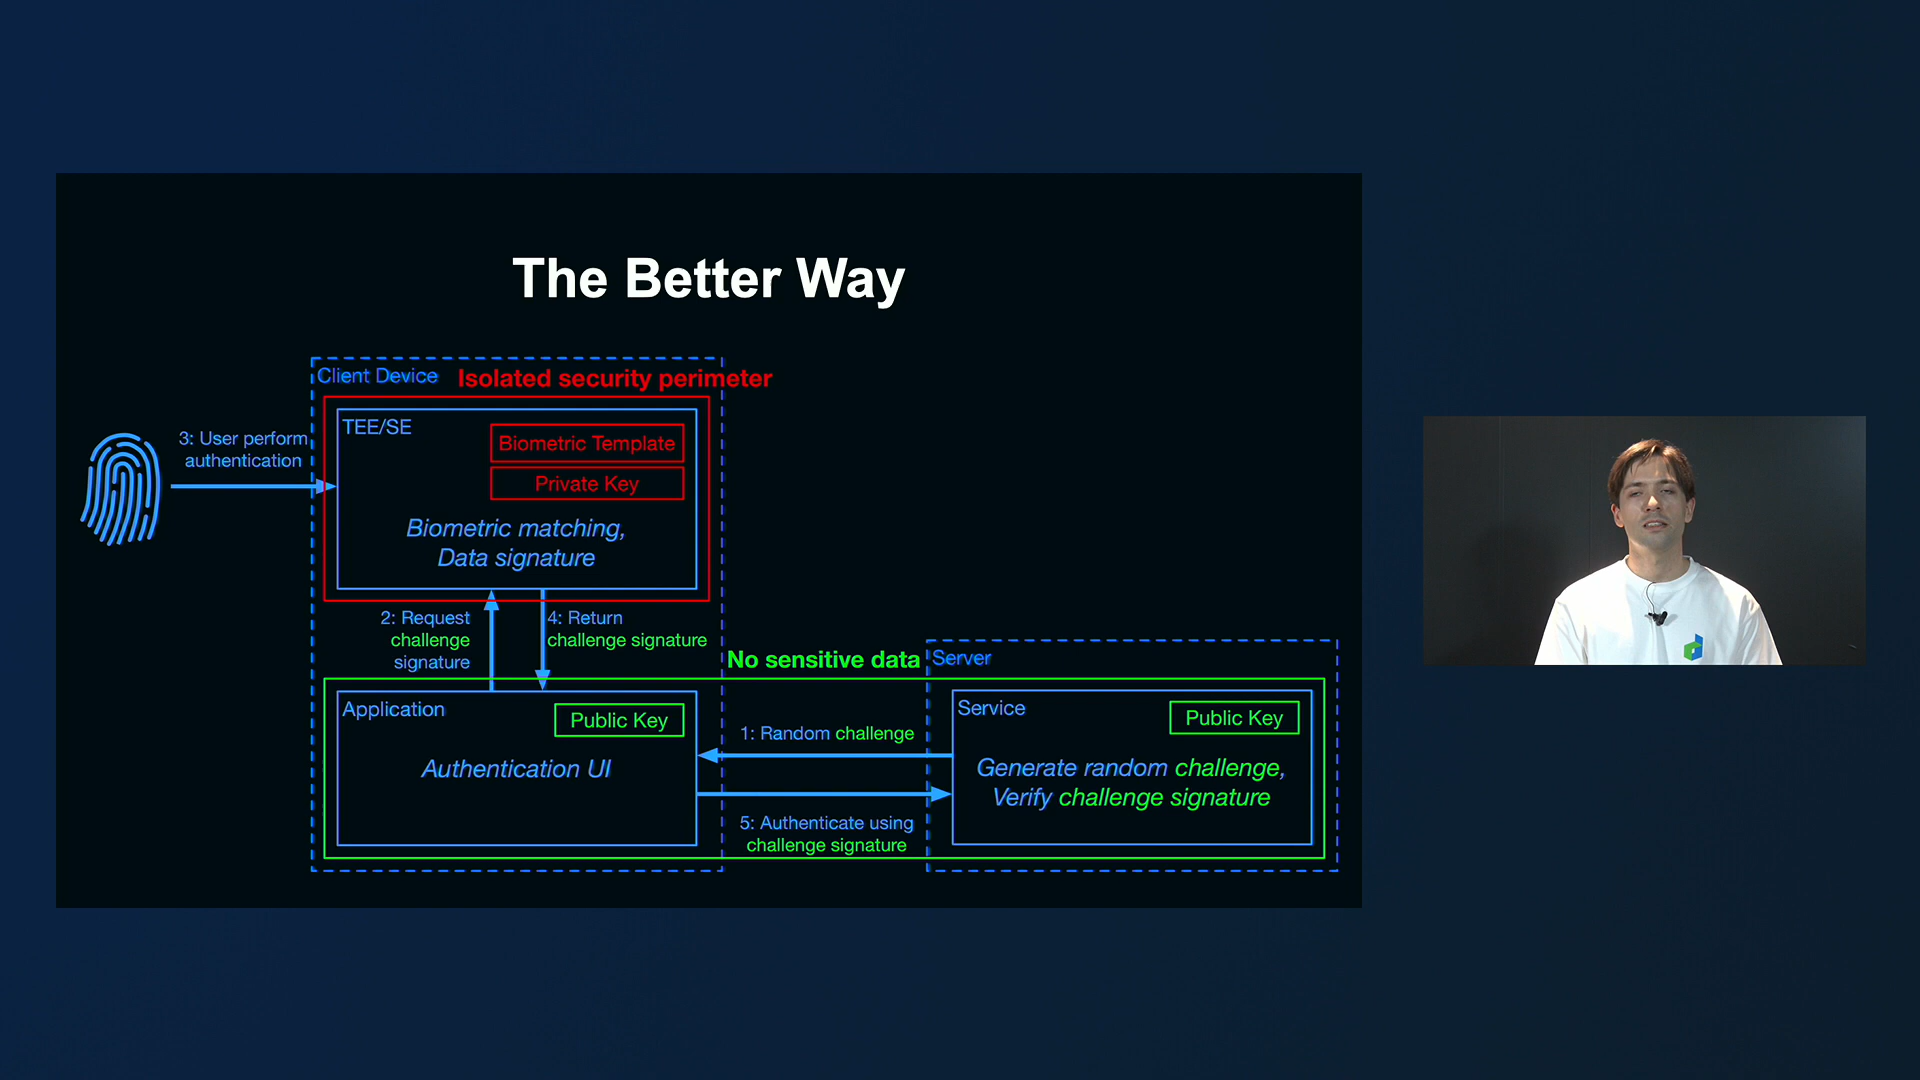 The Better Way
Client Device
Isolated security perimeter
TEE/SE
Biometric Template
Private Key
3: User perform
authentication
Biometric matching,
Data signature
2: Request
challenge
signature
4: Return
challenge signature
No sensitive data
Server
Application
Public Key
Authentication UI
1: Random challenge
5: Authenticate using
challenge signature
Service
Public Key
Generate random challenge,
Verify challenge signature